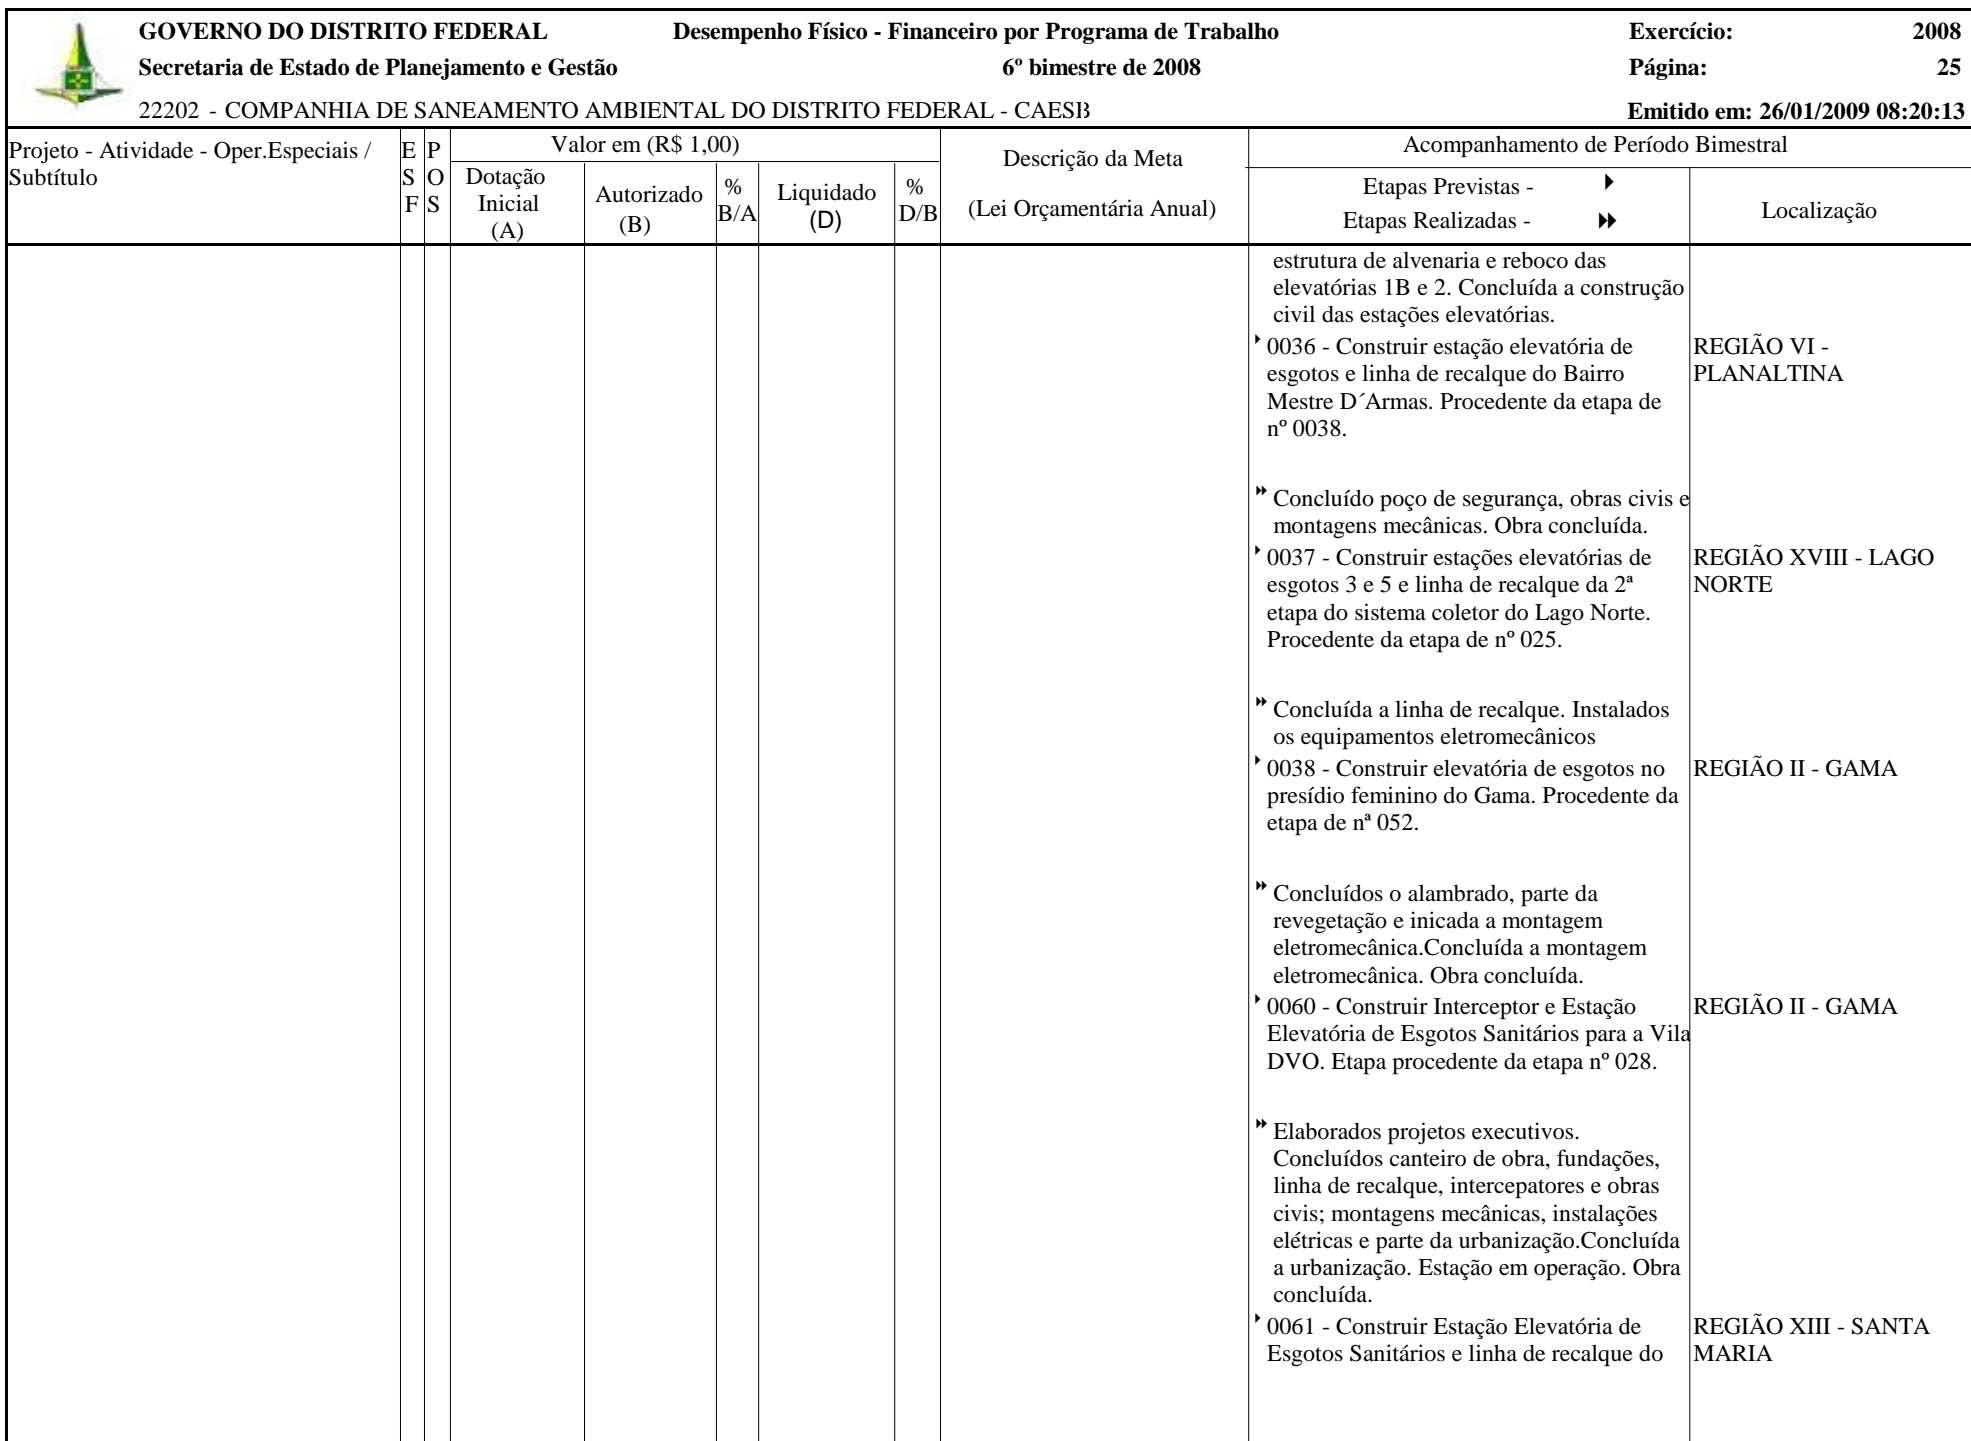 GOVERNO DO DISTRITO FEDERAL Desempenho Físico - Financeiro por Programa de Trabalho Exercício: 2008
Secretaria de Estado de Planejamento e Gestão 6º bimestre de 2008 Página: 25
22202 - COMPANHIA DE SANEAMENTO AMBIENTAL DO DISTRITO FEDERAL - CAESB Emitido em: 26/01/2009 08:20:13
Projeto - Atividade - Oper.Especiais /
Subtítulo
E
S
F
P
O
S
Valor em (R$ 1,00)
Dotação
Inicial
(A)
Autorizado
(B)
%
B/A
Liquidado
(D)
%
D/B
Descrição da Meta
(Lei Orçamentária Anual)
Acompanhamento de Período Bimestral
Etapas Previstas -
Etapas Realizadas -
Localização
estrutura de alvenaria e reboco das
elevatórias 1B e 2. Concluída a construção
civil das estações elevatórias.
0036 - Construir estação elevatória de REGIÃO VI -
esgotos e linha de recalque do Bairro PLANALTINA
Mestre D´Armas. Procedente da etapa de
nº 0038.
Concluído poço de segurança, obras civis e
montagens mecânicas. Obra concluída.
0037 - Construir estações elevatórias de REGIÃO XVIII - LAGO
esgotos 3 e 5 e linha de recalque da 2ª NORTE
etapa do sistema coletor do Lago Norte.
Procedente da etapa de nº 025.
Concluída a linha de recalque. Instalados
os equipamentos eletromecânicos
0038 - Construir elevatória de esgotos no REGIÃO II - GAMA
presídio feminino do Gama. Procedente da
etapa de nª 052.
Concluídos o alambrado, parte da
revegetação e inicada a montagem
eletromecânica.Concluída a montagem
eletromecânica. Obra concluída.
0060 - Construir Interceptor e Estação REGIÃO II - GAMA
Elevatória de Esgotos Sanitários para a Vila
DVO. Etapa procedente da etapa nº 028.
Elaborados projetos executivos.
Concluídos canteiro de obra, fundações,
linha de recalque, intercepatores e obras
civis; montagens mecânicas, instalações
elétricas e parte da urbanização.Concluída
a urbanização. Estação em operação. Obra
concluída.
0061 - Construir Estação Elevatória de REGIÃO XIII - SANTA
Esgotos Sanitários e linha de recalque do MARIA